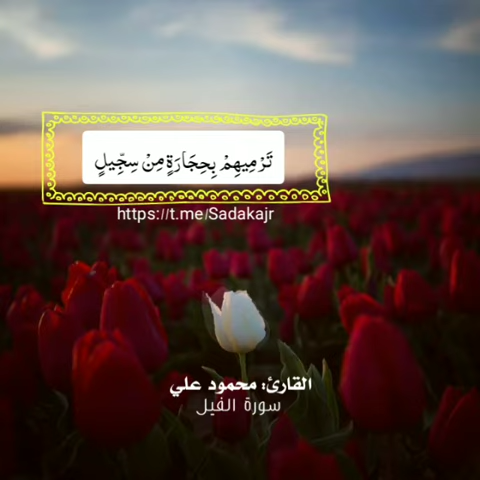 تَرْمِيهِمْ بِحِجَارَةٍ مِنْ سِجِّيلٍ
https://t.me/Sadakajr
القارئ: محمود علي
سورة الفيل